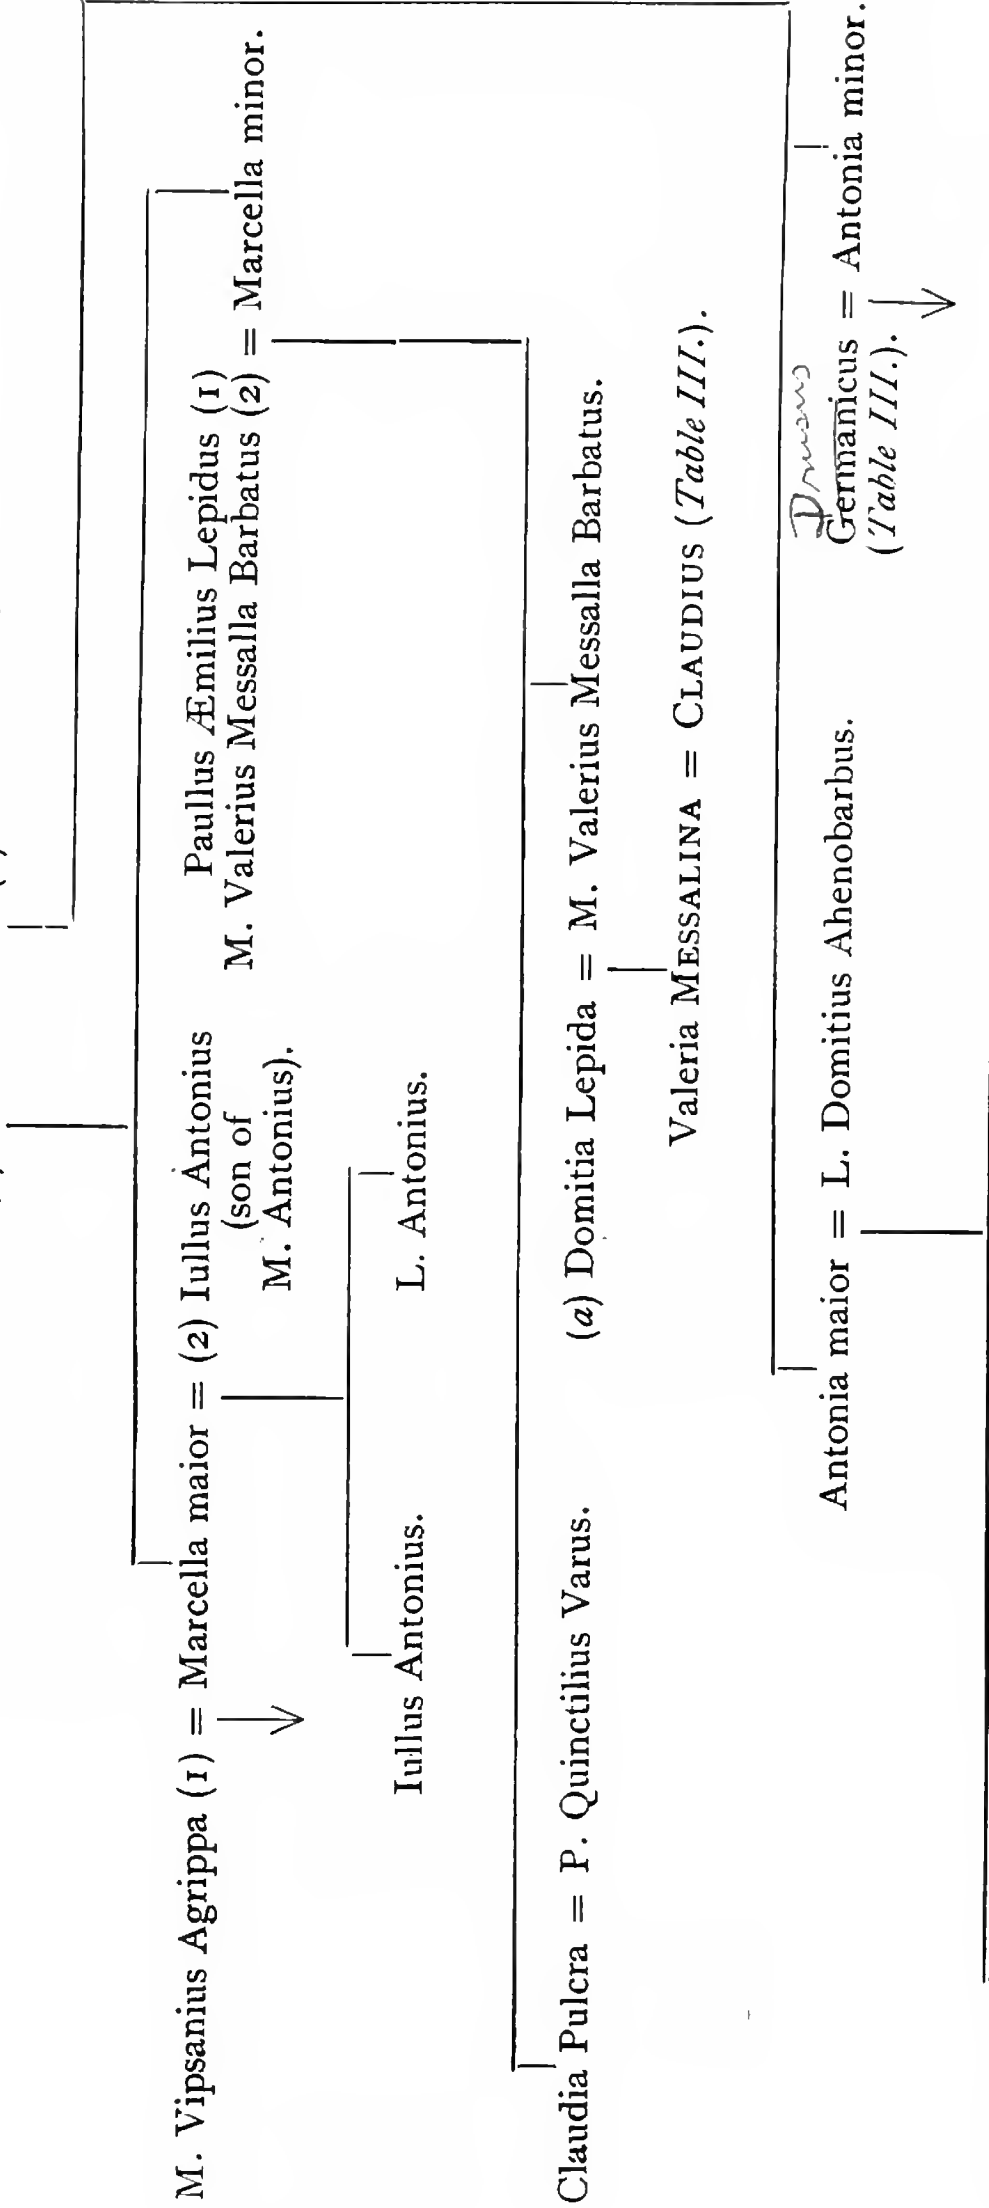 Paullus Æmilius Lepidus (1)
M. Vipsanius Agrippa (1) = Marcella maior = (2) Iullus Antonius
(son of
M. Antonius).
M. Valerius Messalla Barbatus (2) = Marcella minor.
Iullus Antonius.
L. Antonius.
Claudia Pulcra = P. Quinctilius Varus.
(a) Domitia Lepida = M. Valerius Messalla Barbatus.
Valeria MESSALINA = CLAUDIUS (Table III.).
Drusus
Antonia maior = L. Domitius Ahenobarbus.
Germanicus = Antonia minor.
(Table III.).